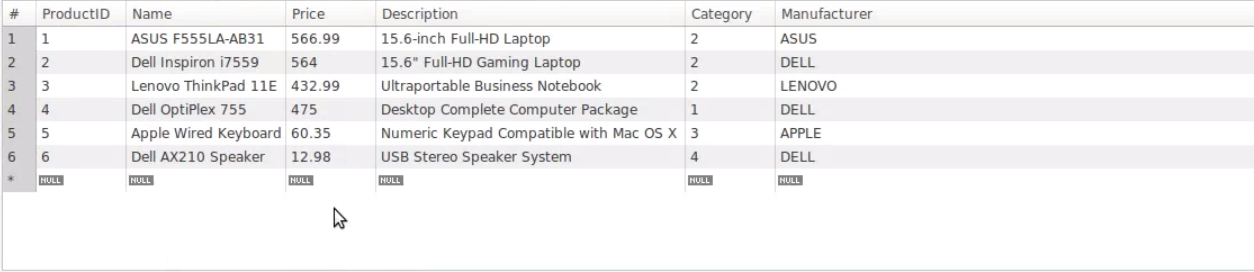 # ProductID Name Price Description Category Manufacturer
1 1 ASUS F555LA-AB31 566.99 15.6-inch Full-HD Laptop 2 ASUS
2 2 Dell Inspiron i7559 564 15.6" Full-HD Gaming Laptop 2 DELL
3 3 Lenovo ThinkPad 11E 432.99 Ultraportable Business Notebook 2 LENOVO
4 4 Dell OptiPlex 755 475 Desktop Complete Computer Package 1 DELL
5 5 Apple Wired Keyboard 60.35 Numeric Keypad Compatible with Mac OS X 3 APPLE
6 6 Dell AX210 Speaker 12.98 USB Stereo Speaker System 4 DELL
* NULL NULL NULL NULL NULL NULL